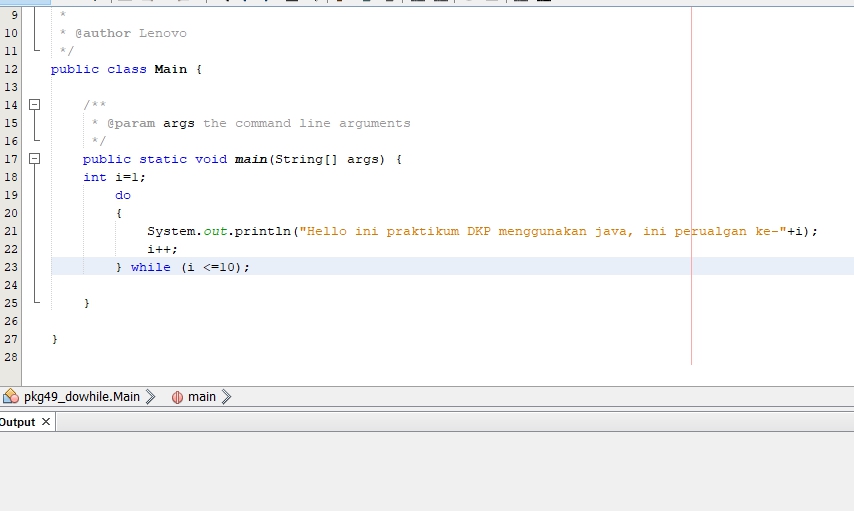 9 *
10 * @author Lenovo
11 */
12 public class Main {
13
14 /**
15 * @param args the command line arguments
16 */
17 public static void main(String[] args) {
18 int i=1;
19 do
20 {
21 System.out.println("Hello ini praktikum DKP menggunakan java, ini perualgan ke-"+i);
22 i++;
23 } while (i <=10);
24
25 }
26
27 }
28
pkg49_dowhile.Main main
Output